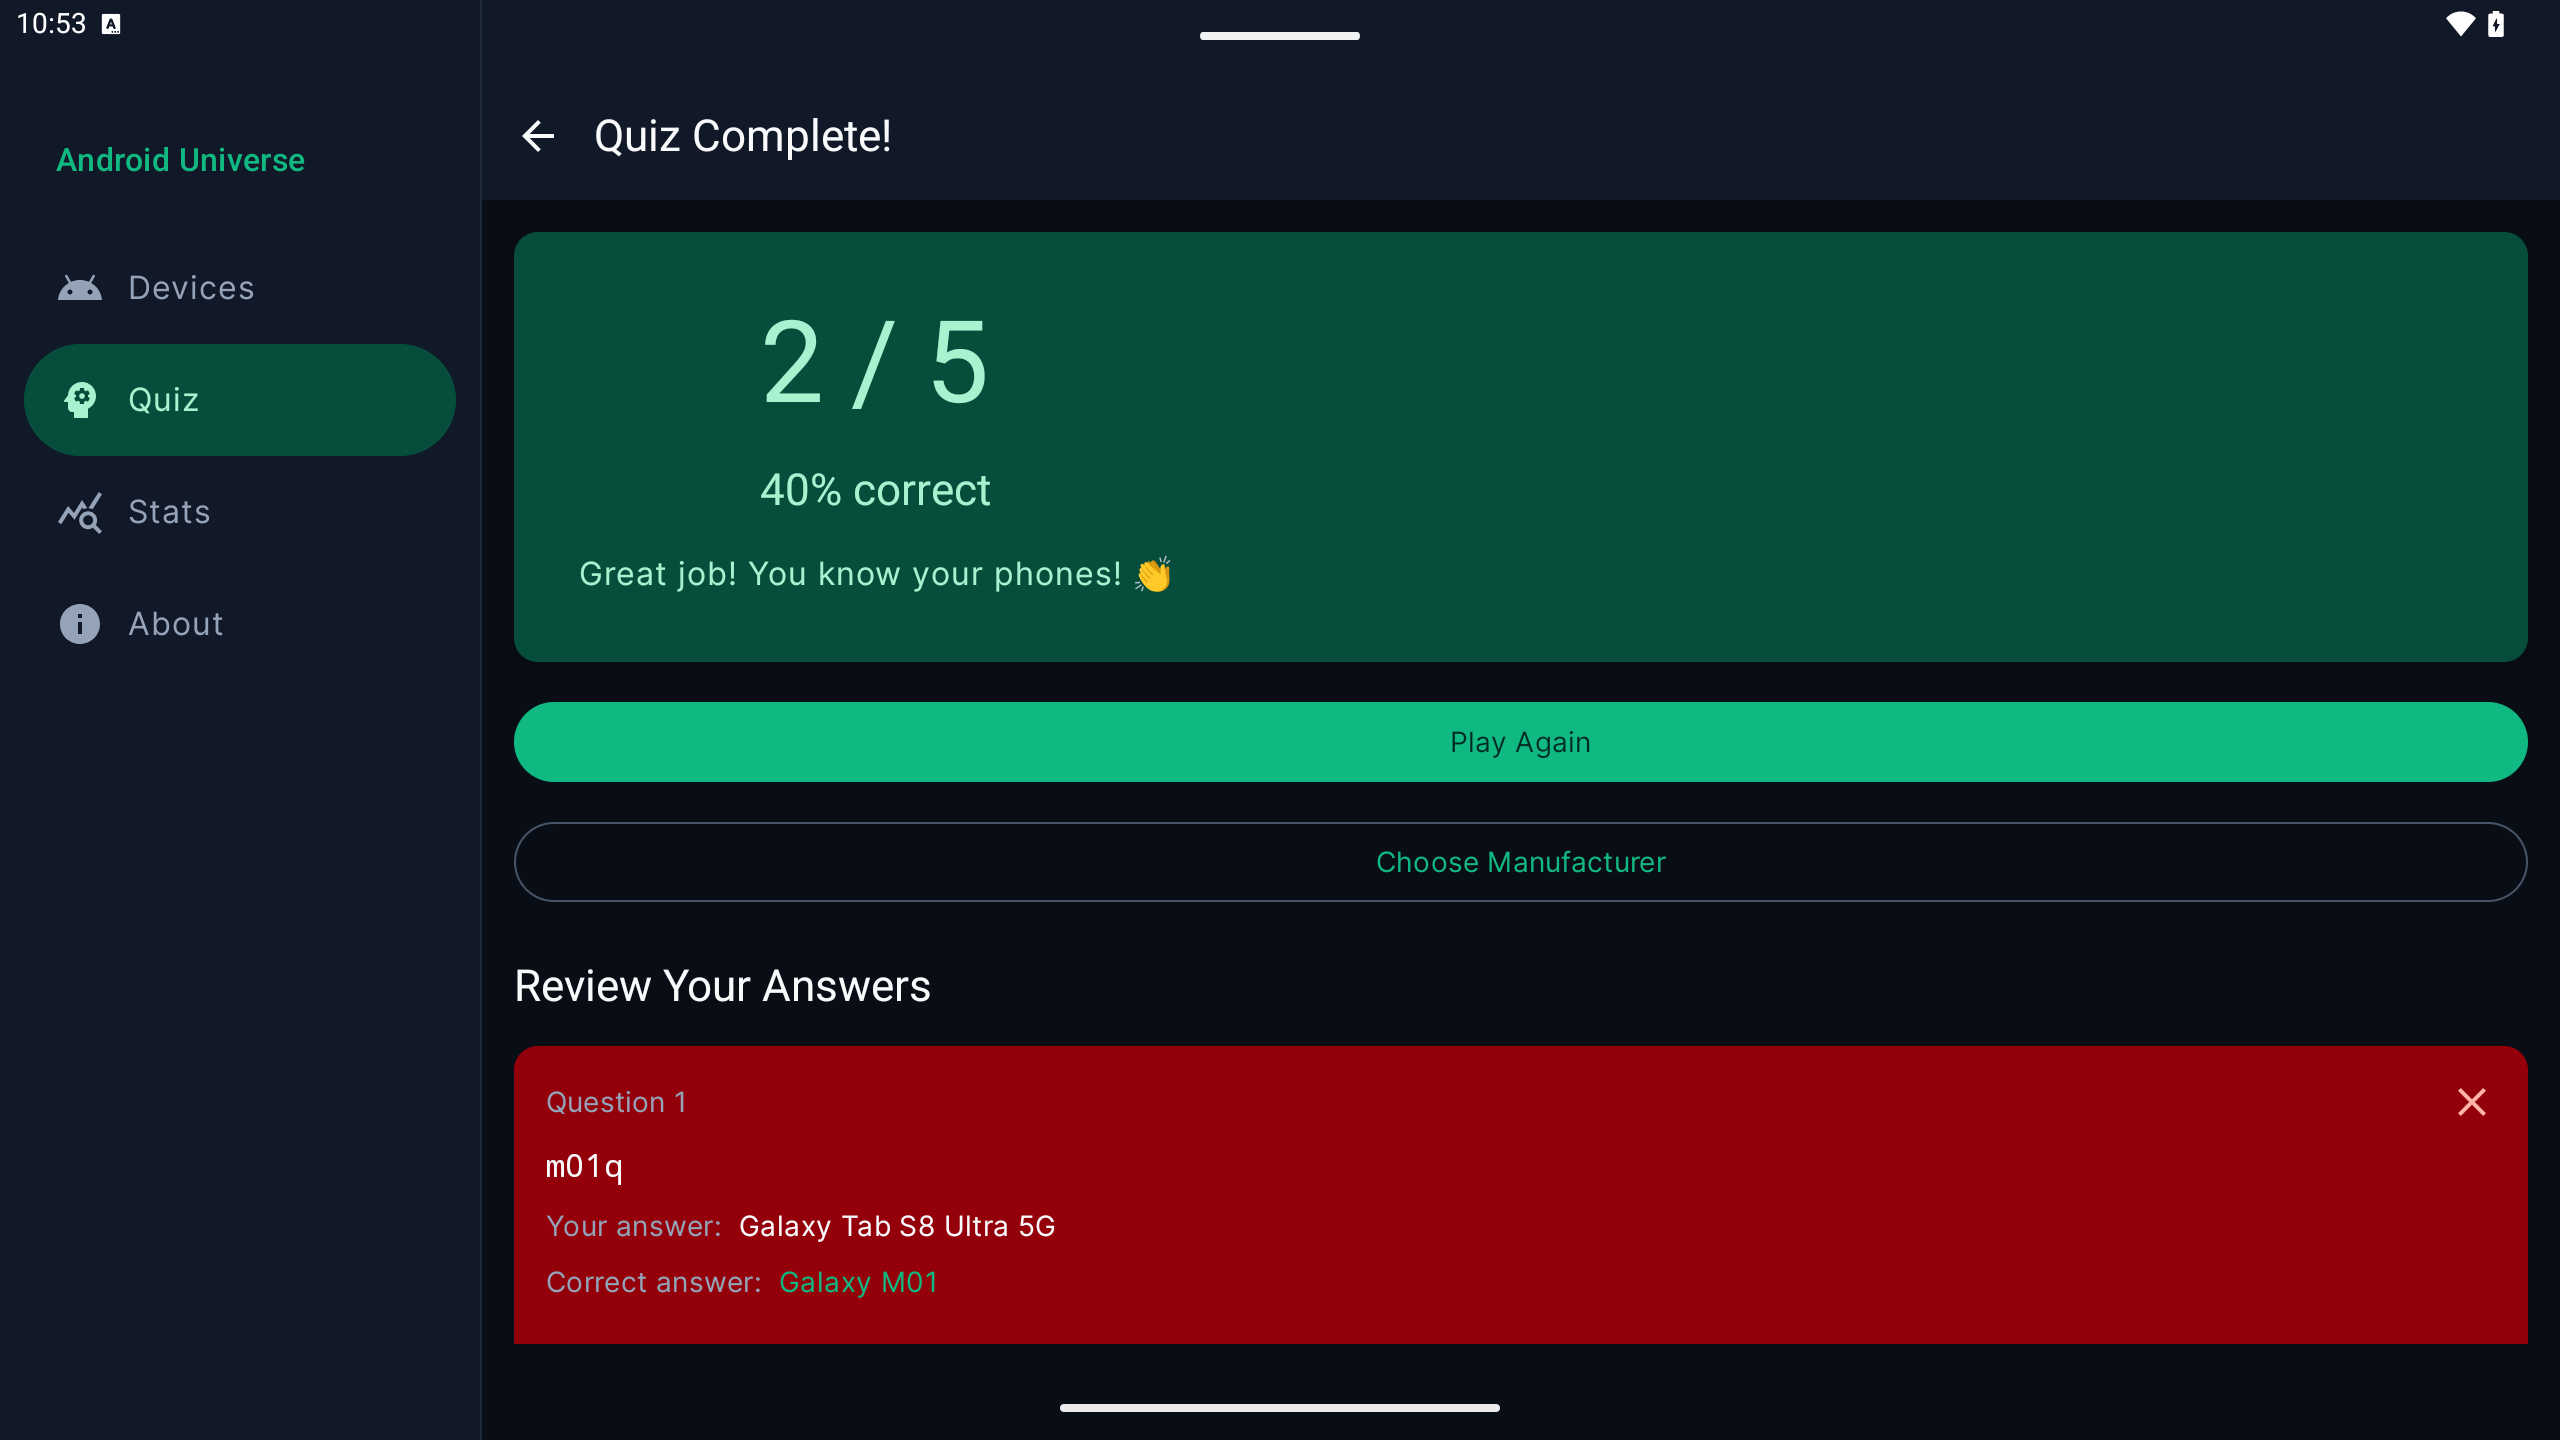 10:53
Android Universe
Devices
Quiz
Stats
About
Quiz Complete!
2 / 5
40% correct
Great job! You know your phones! 👏
Play Again
Choose Manufacturer
Review Your Answers
Question 1
m01q
Your answer: Galaxy Tab S8 Ultra 5G
Correct answer: Galaxy M01